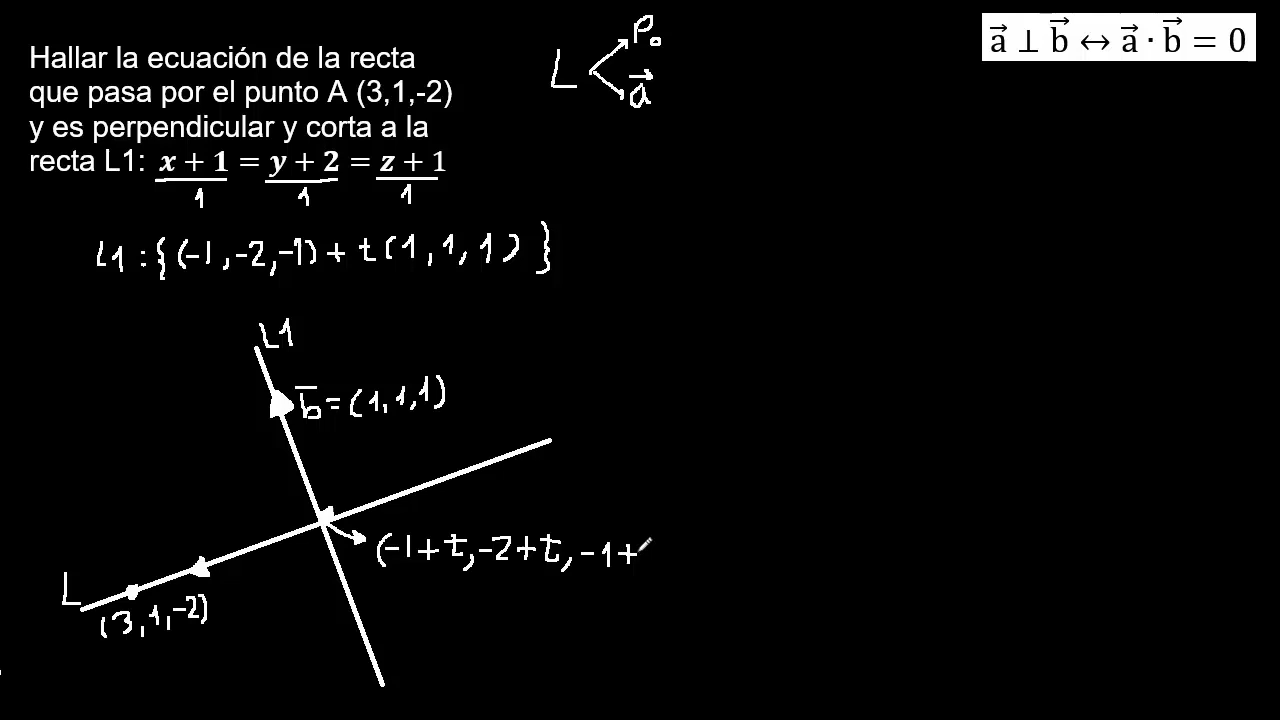 Hallar la ecuación de la recta
que pasa por el punto A (3,1,-2)
y es perpendicular y corta a la
recta L1: x + 1 = y + 2 = z + 1
1 1 1
L P₀
a⃗
a⃗ ⊥ b⃗ ↔ a⃗ · b⃗ = 0
L1 : {(-1, -2, -1) + t(1, 1, 1)}
L1
b̅ = (1, 1, 1)
(-1+t, -2+t, -1+
L
(3, 1, -2)